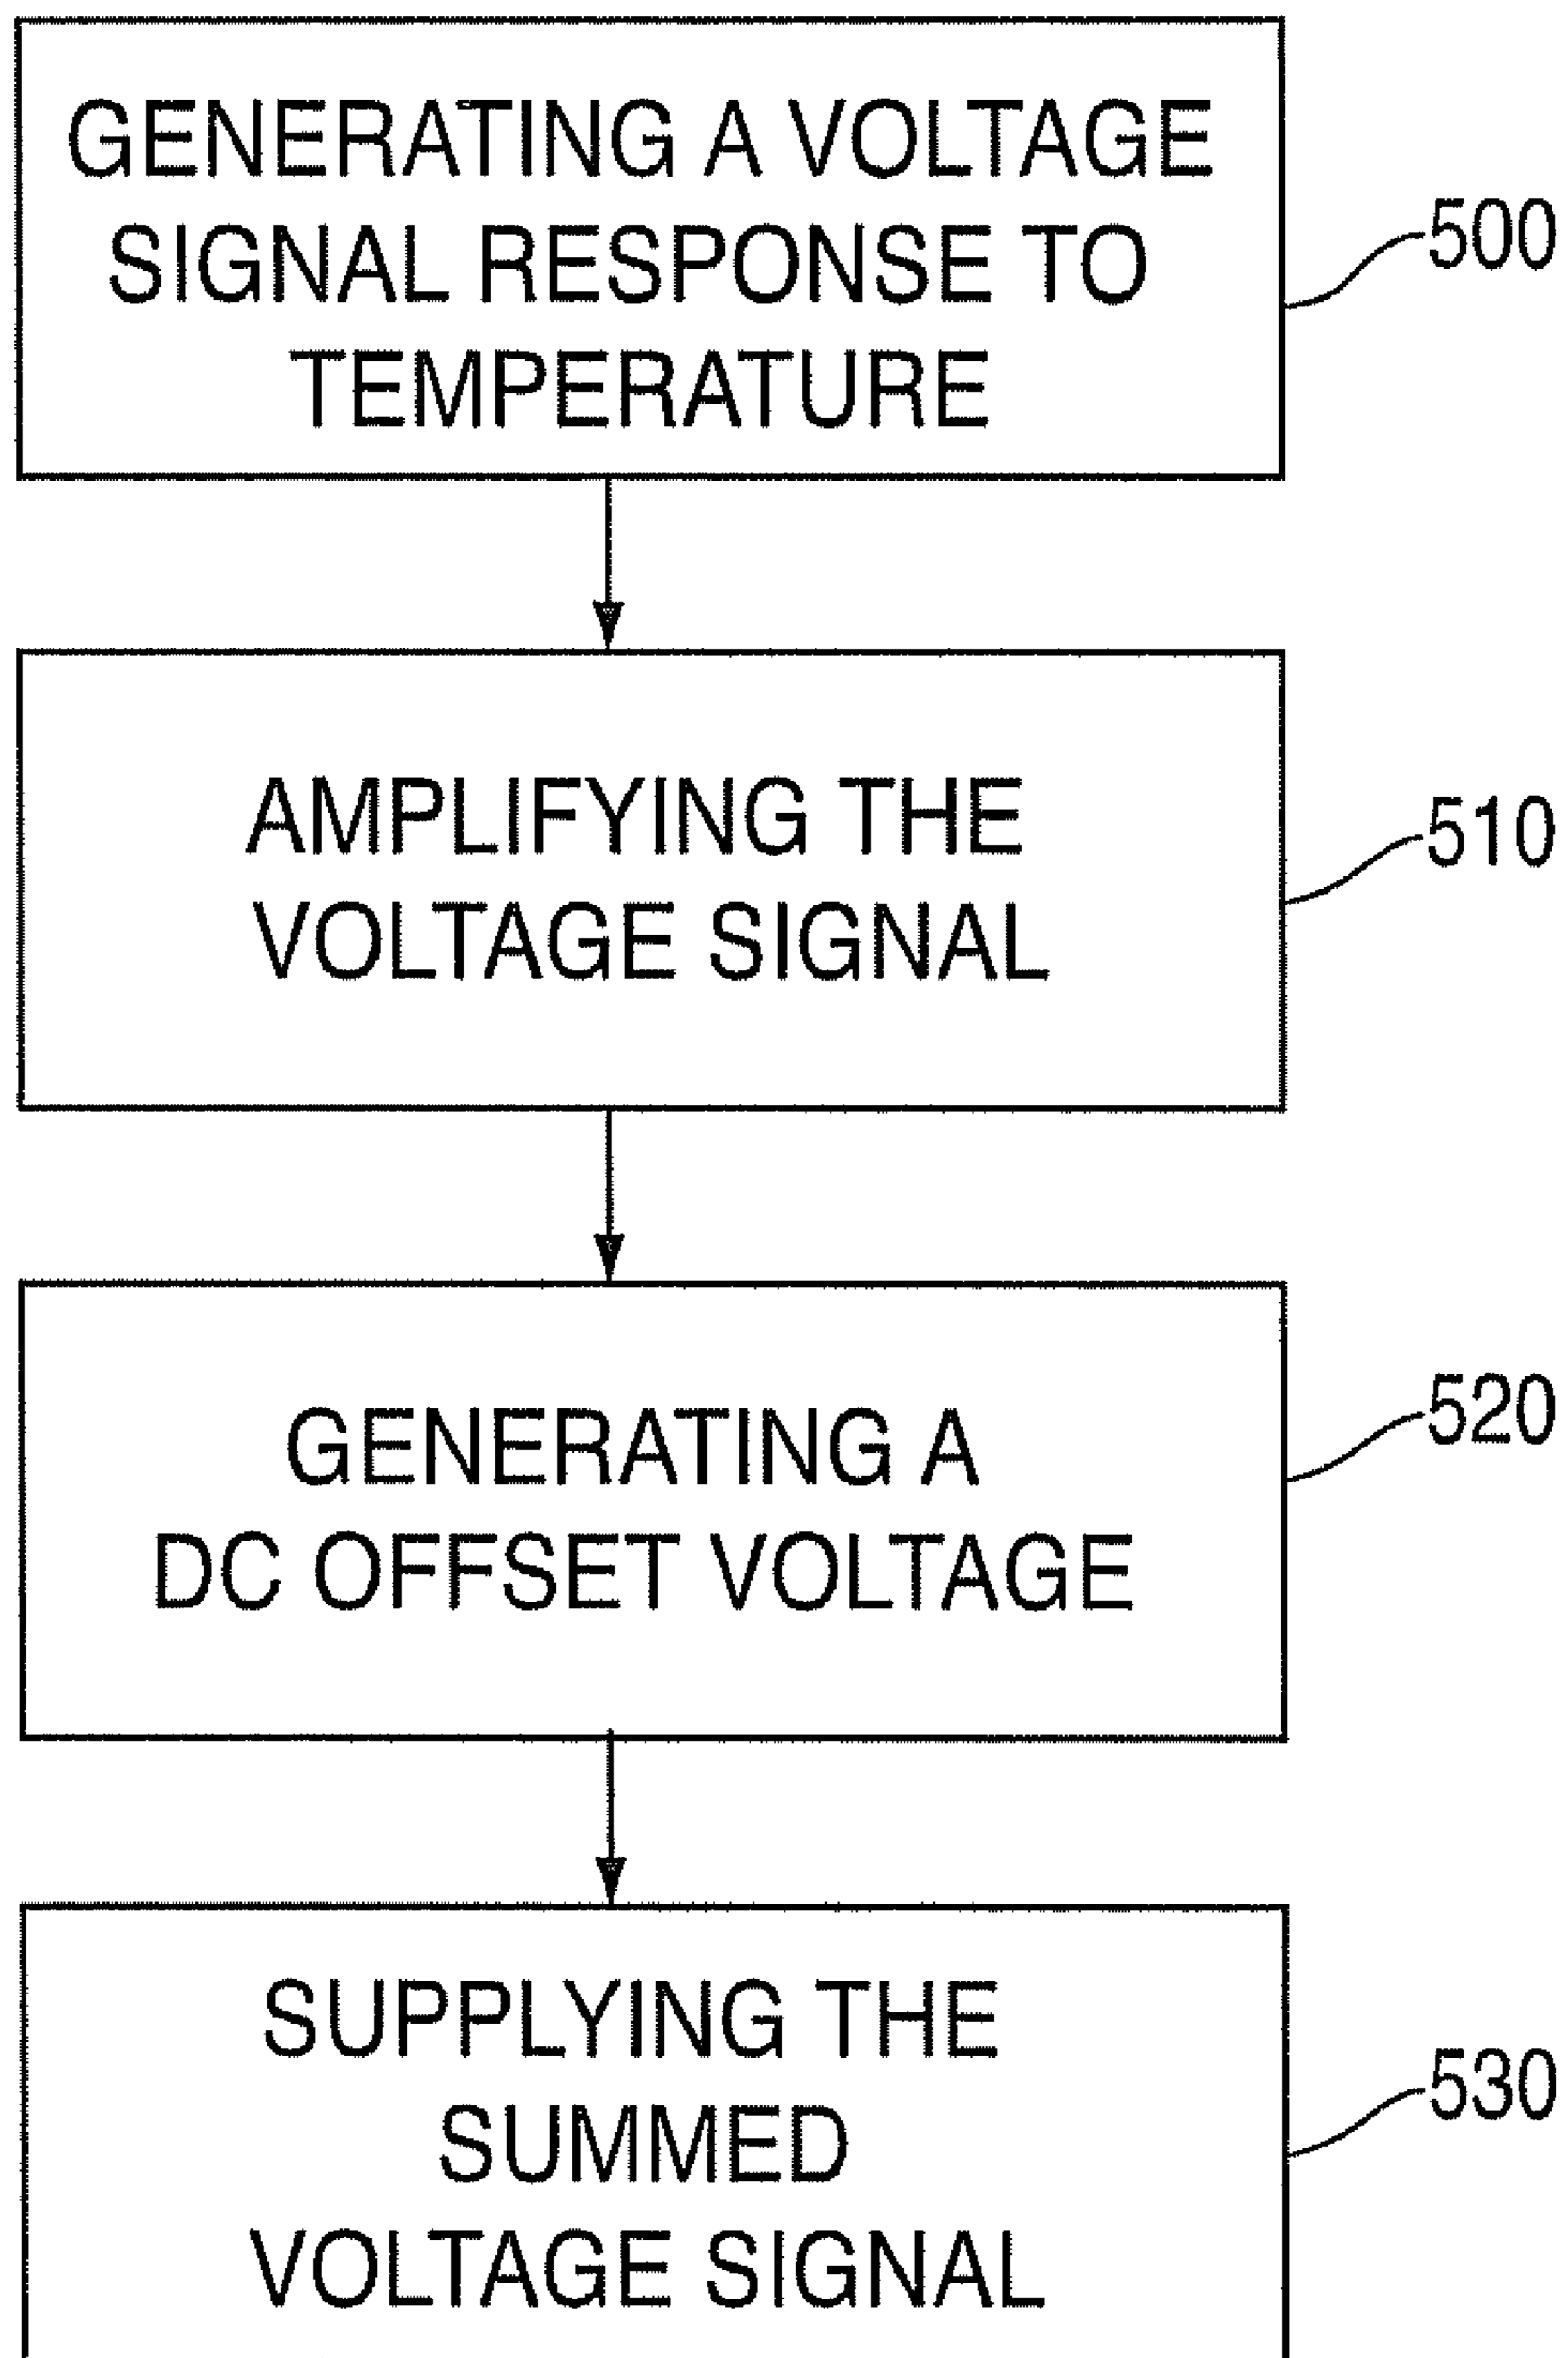 GENERATING A VOLTAGE
SIGNAL RESPONSE TO
TEMPERATURE
500
AMPLIFYING THE
VOLTAGE SIGNAL
510
GENERATING A
DC OFFSET VOLTAGE
520
SUPPLYING THE
SUMMED
VOLTAGE SIGNAL
530